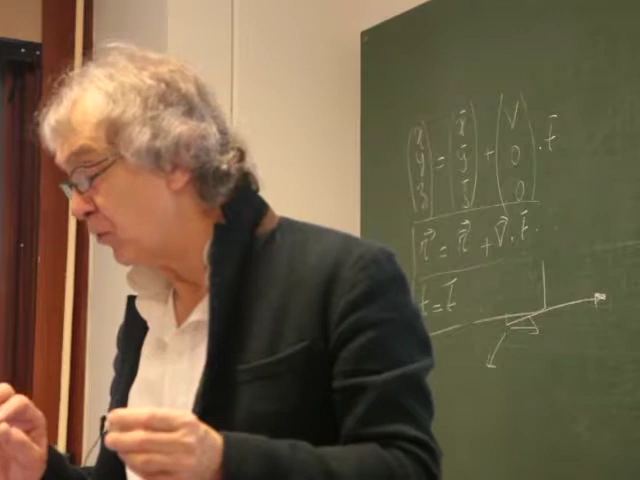 (x y z) = (x̄ ȳ z̄) + (V 0 0) · t̄
r⃗ = r̄⃗ + V⃗ · t̄
t = t̄